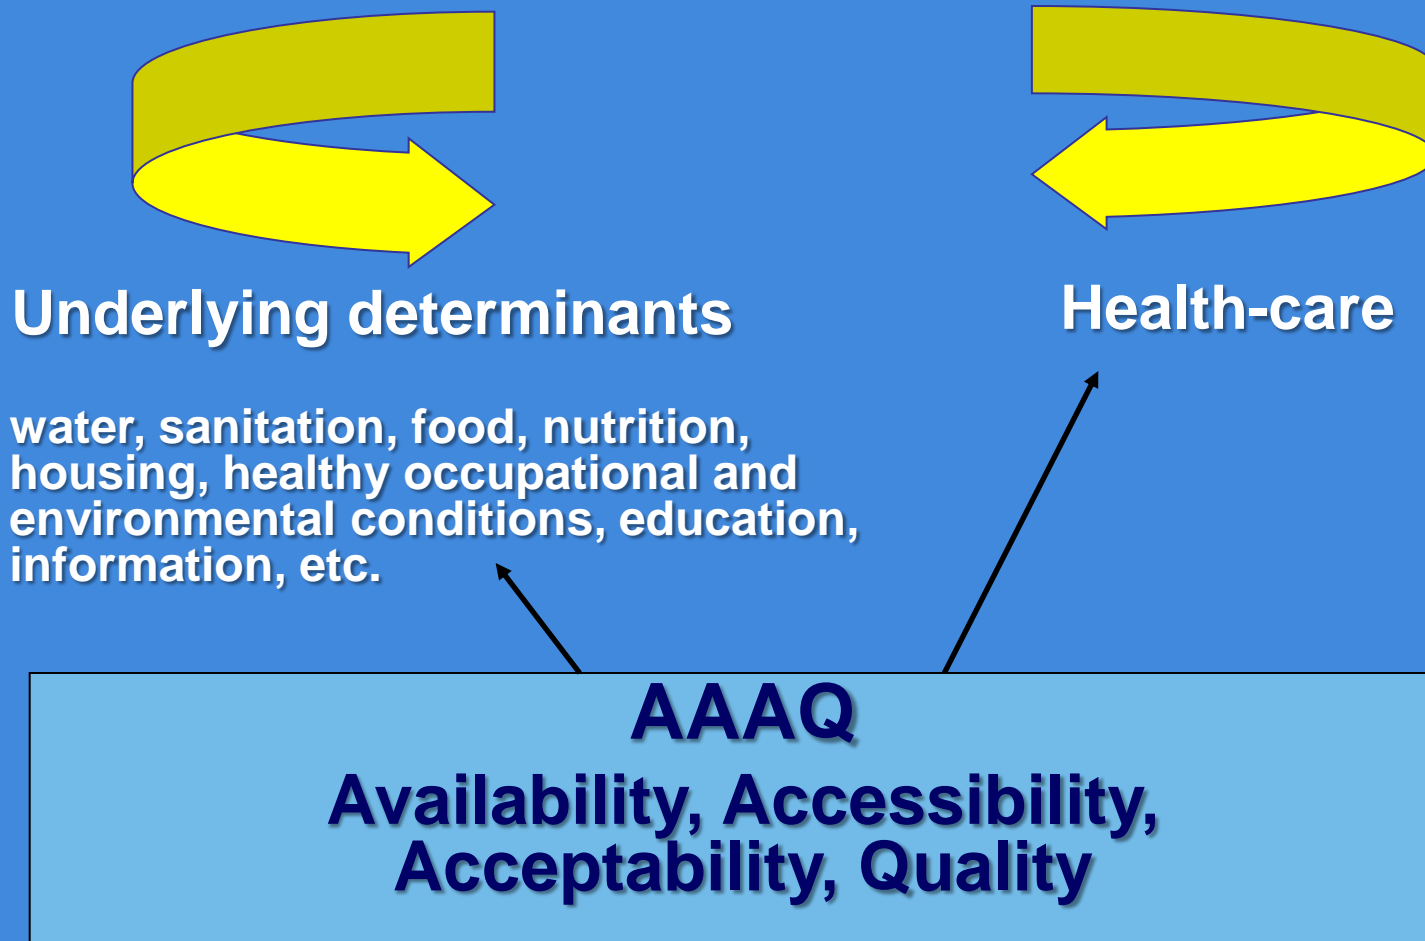 Underlying determinants
Health-care
water, sanitation, food, nutrition,
housing, healthy occupational and
environmental conditions, education,
information, etc.
AAAQ
Availability, Accessibility,
Acceptability, Quality